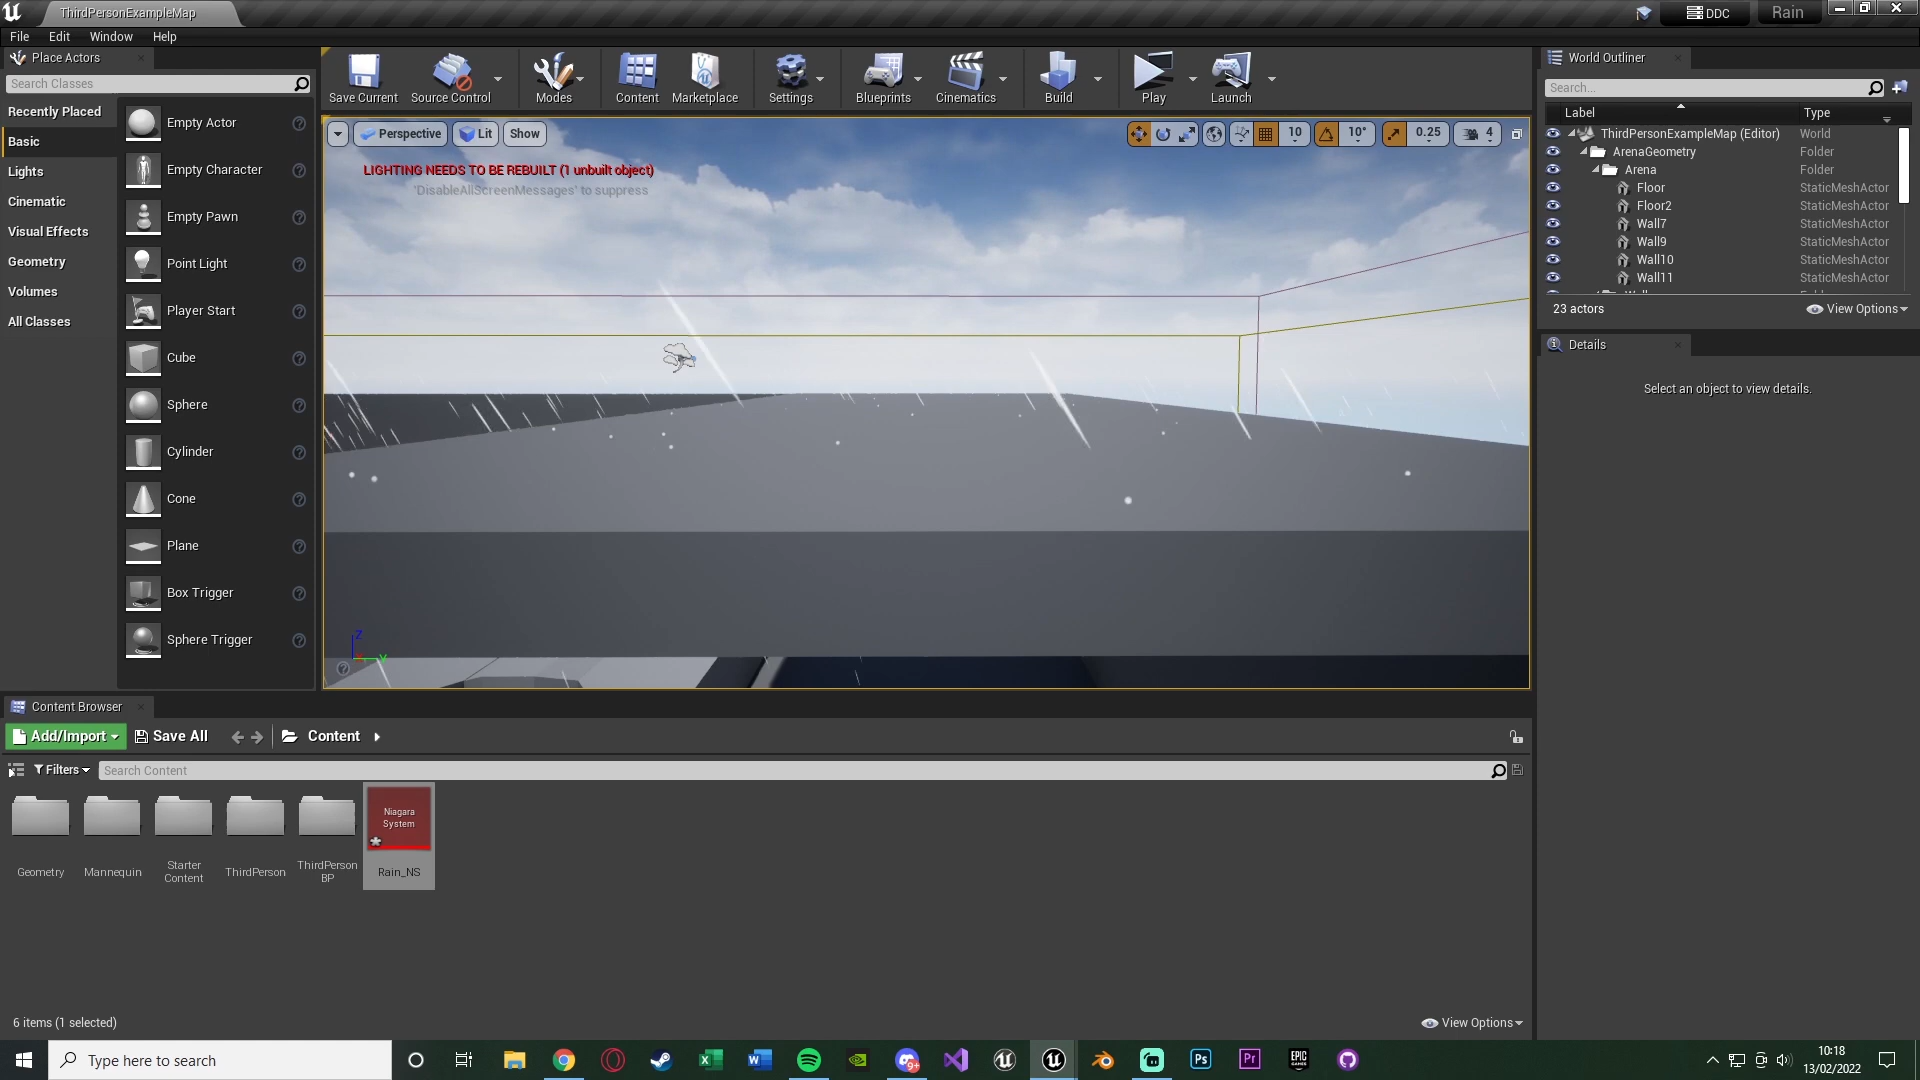 ThirdPersonExampleMap
DDC
Rain
File
Edit
Window
Help
Place Actors
Search Classes
Recently Placed
Basic
Lights
Cinematic
Visual Effects
Geometry
Volumes
All Classes
Empty Actor
Empty Character
Empty Pawn
Point Light
Player Start
Cube
Sphere
Cylinder
Cone
Plane
Box Trigger
Sphere Trigger
Save Current
Source Control
Modes
Content
Marketplace
Settings
Blueprints
Cinematics
Build
Play
Launch
Perspective
Lit
Show
10
10°
0.25
4
LIGHTING NEEDS TO BE REBUILT (1 unbuilt object)
'DisableAllScreenMessages' to suppress
Z
Y
World Outliner
Search...
Label
Type
ThirdPersonExampleMap (Editor)
World
ArenaGeometry
Folder
Arena
Folder
Floor
StaticMeshActor
Floor2
StaticMeshActor
Wall7
StaticMeshActor
Wall9
StaticMeshActor
Wall10
StaticMeshActor
Wall11
StaticMeshActor
23 actors
View Options
Details
Select an object to view details.
Content Browser
Add/Import
Save All
Content
Filters
Search Content
Geometry
Mannequin
Starter
Content
ThirdPerson
ThirdPerson
BP
Niagara
System
Rain_NS
6 items (1 selected)
View Options
Type here to search
9+
Ps
Pr
EPIC
GAMES
10:18
13/02/2022